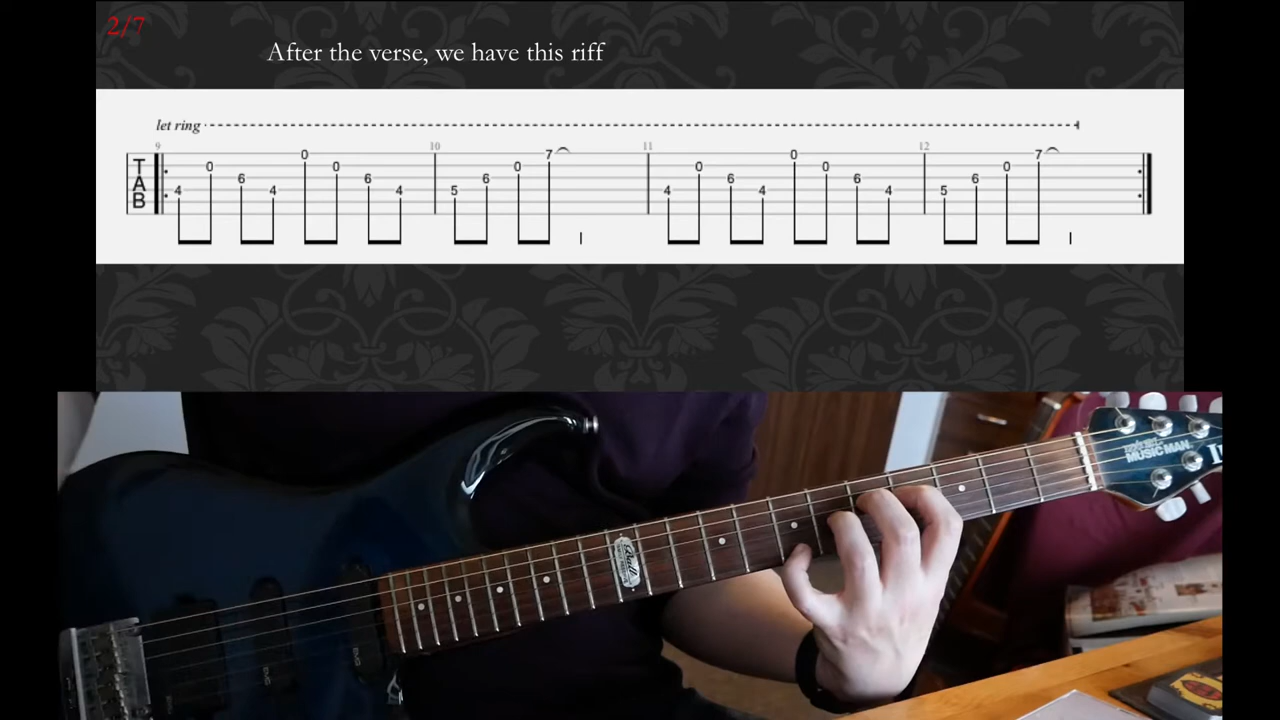 2/7
After the verse, we have this riff
let ring
9 10 11 12
T 0 0 7 0 0 7
A 0 0 0 0 0 0
B 4 6 4 6 4 5 6 4 6 4 6 4 5 6
MUSIC MAN